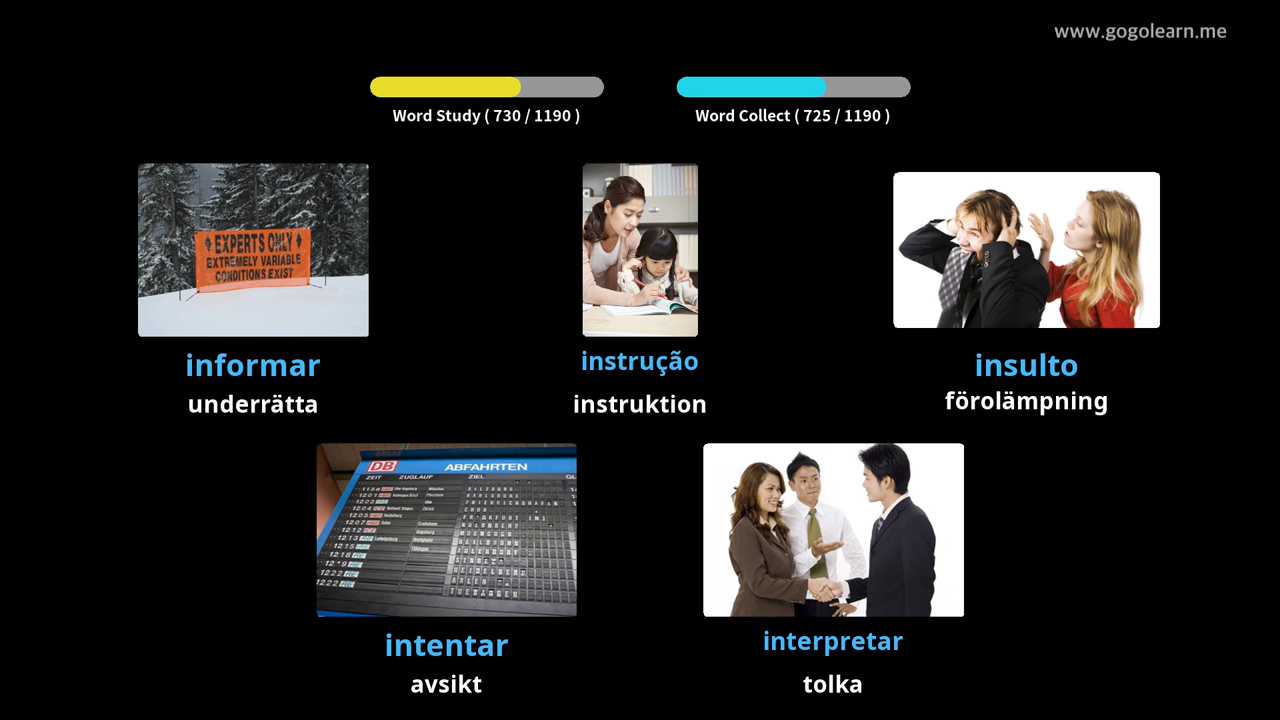 www.gogolearn.me
Word Study ( 730 / 1190 )
Word Collect ( 725 / 1190 )
EXPERTS ONLY
EXTREMELY VARIABLE
CONDITIONS EXIST
informar
underrätta
instrução
instruktion
insulto
förolämpning
DB ABFAHRTEN
ZEIT ZUGLAUF ZIEL
intentar
avsikt
interpretar
tolka